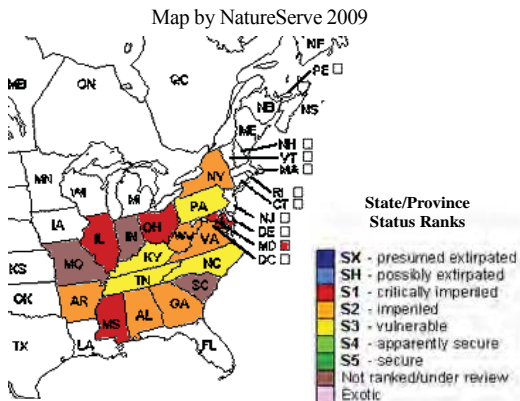 Map by NatureServe 2009
NF
PE
MB
ON
QC
NB
NS
ME
NH
VT
MA
MN
WI
MI
NY
RI
CT
IA
PA
NJ
DE
MD
DC
IL
IN
OH
WV
VA
KS
MO
KY
NC
TN
OK
AR
SC
MS
AL
GA
TX
LA
FL
State/Province
Status Ranks
SX - presumed extirpated
SH - possibly extirpated
S1 - critically imperiled
S2 - imperiled
S3 - vulnerable
S4 - apparently secure
S5 - secure
Not ranked/under review
Exotic